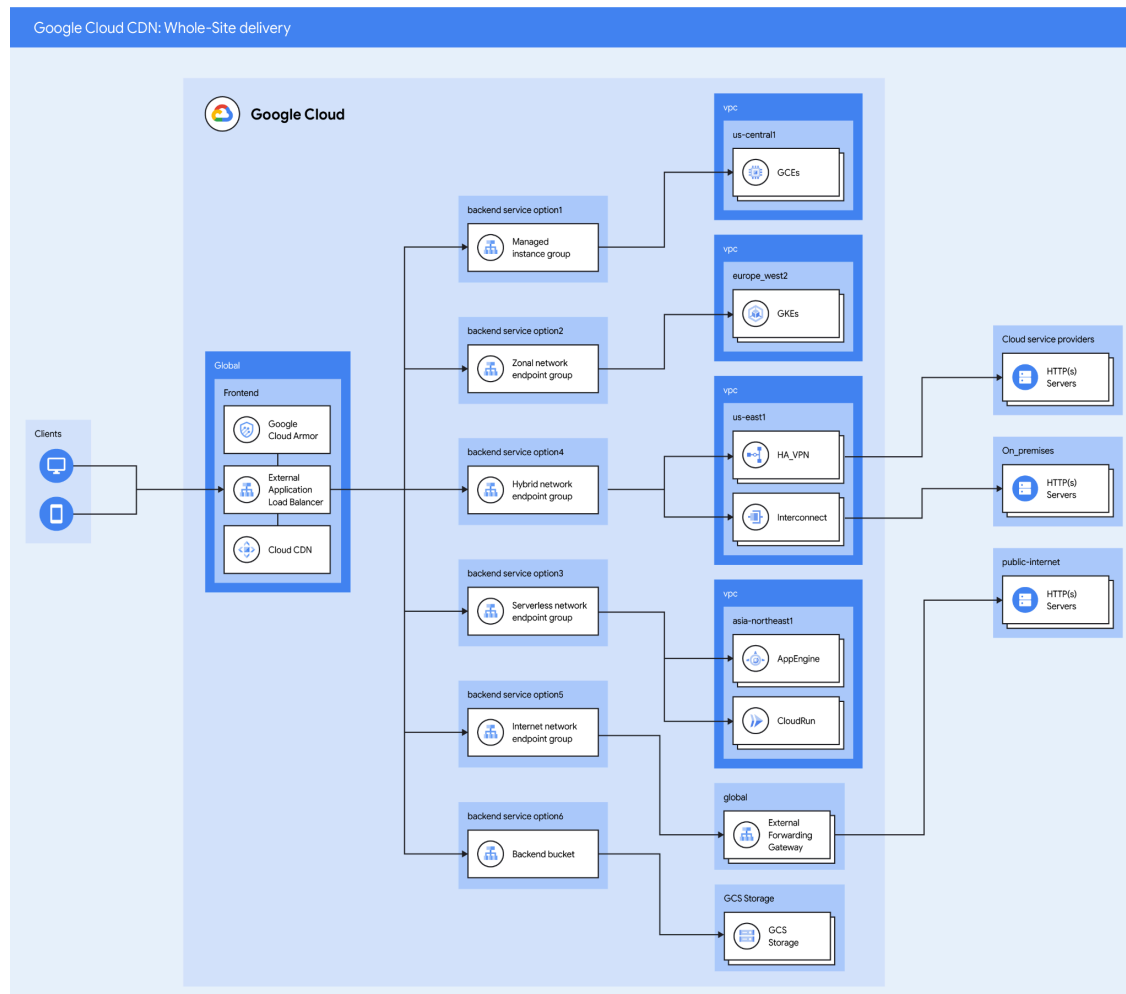 Google Cloud CDN: Whole-Site delivery
Google Cloud
Clients
Global
Frontend
Google
Cloud Armor
External
Application
Load Balancer
Cloud CDN
backend service option1
Managed
instance group
backend service option2
Zonal network
endpoint group
backend service option4
Hybrid network
endpoint group
backend service option3
Serverless network
endpoint group
backend service option5
Internet network
endpoint group
backend service option6
Backend bucket
vpc
us-central1
GCEs
vpc
europe_west2
GKEs
vpc
us-east1
HA_VPN
Interconnect
vpc
asia-northeast1
AppEngine
CloudRun
global
External
Forwarding
Gateway
GCS Storage
GCS
Storage
Cloud service providers
HTTP(s)
Servers
On_premises
HTTP(s)
Servers
public-internet
HTTP(s)
Servers